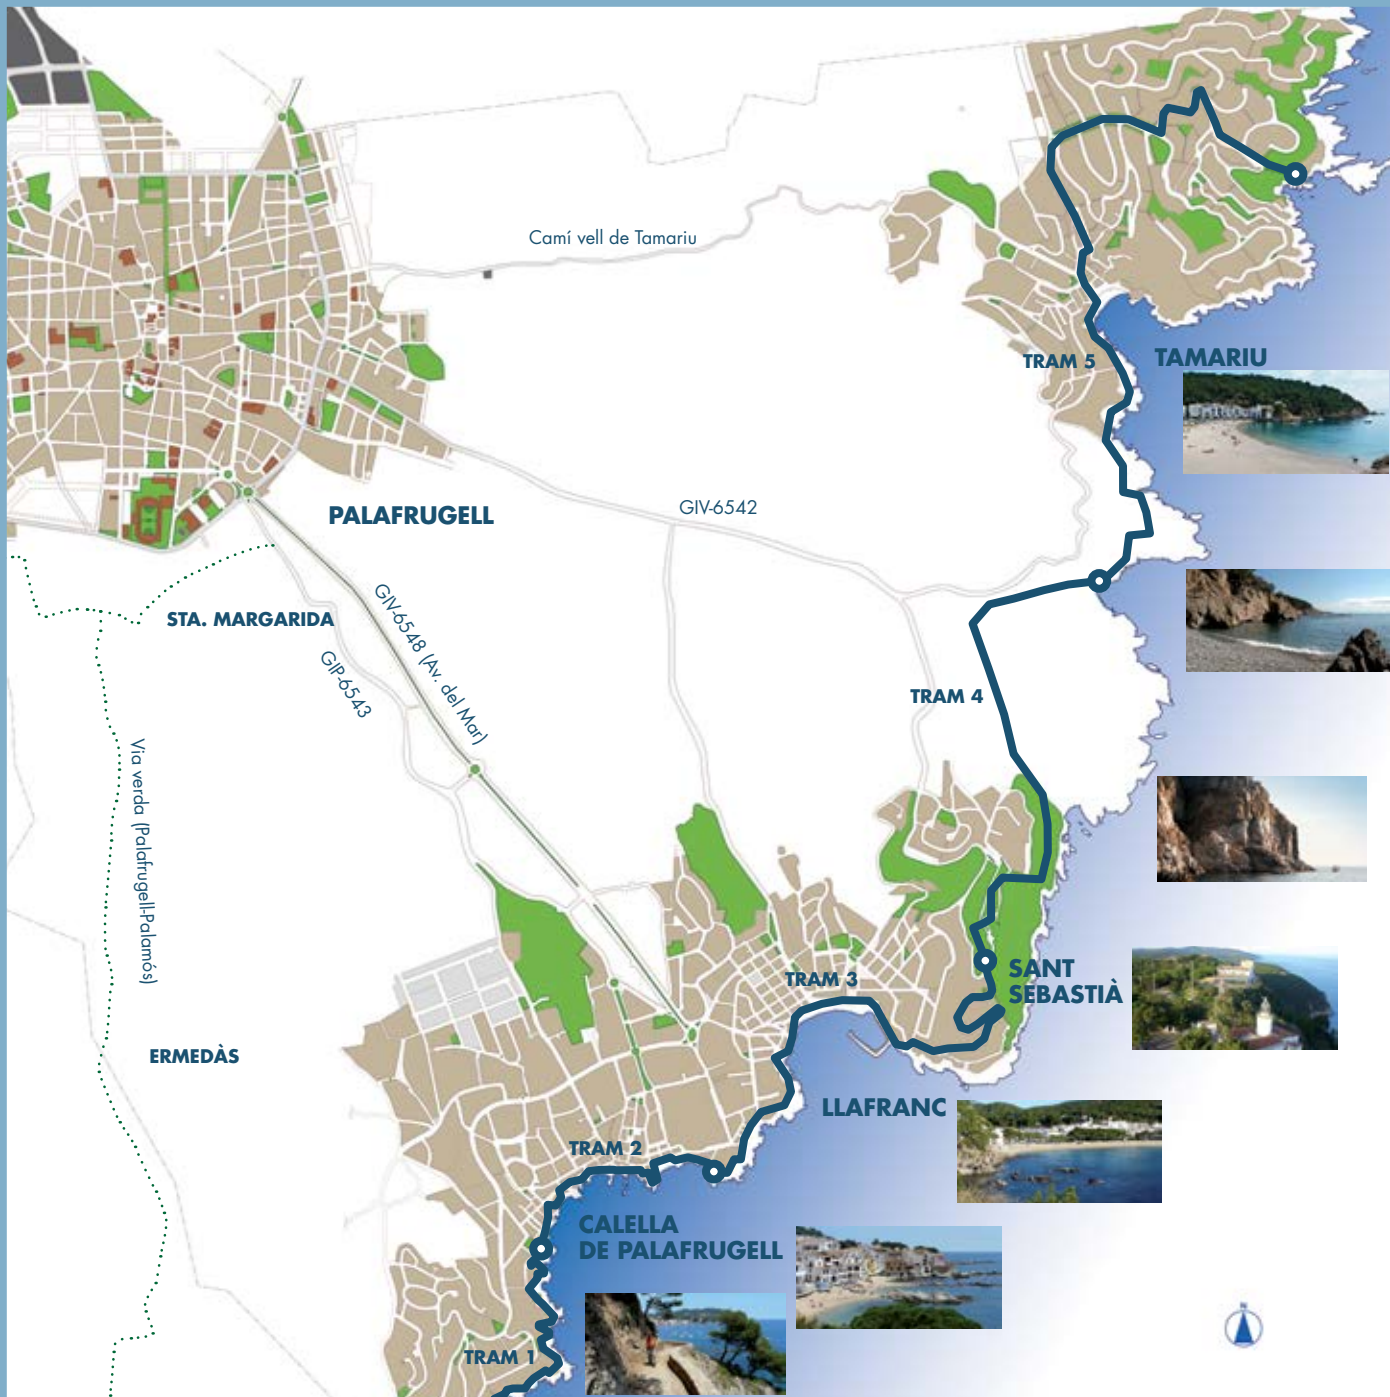 Camí vell de Tamariu
TRAM 5
TAMARIU
GIV-6542
PALAFRUGELL
STA. MARGARIDA
GIV-6548 (Av. del Mar)
GIP-6543
TRAM 4
Via verda (Palafrugell-Palamós)
SANT
SEBASTIÀ
TRAM 3
ERMEDÀS
LLAFRANC
TRAM 2
CALELLA
DE PALAFRUGELL
N
TRAM 1